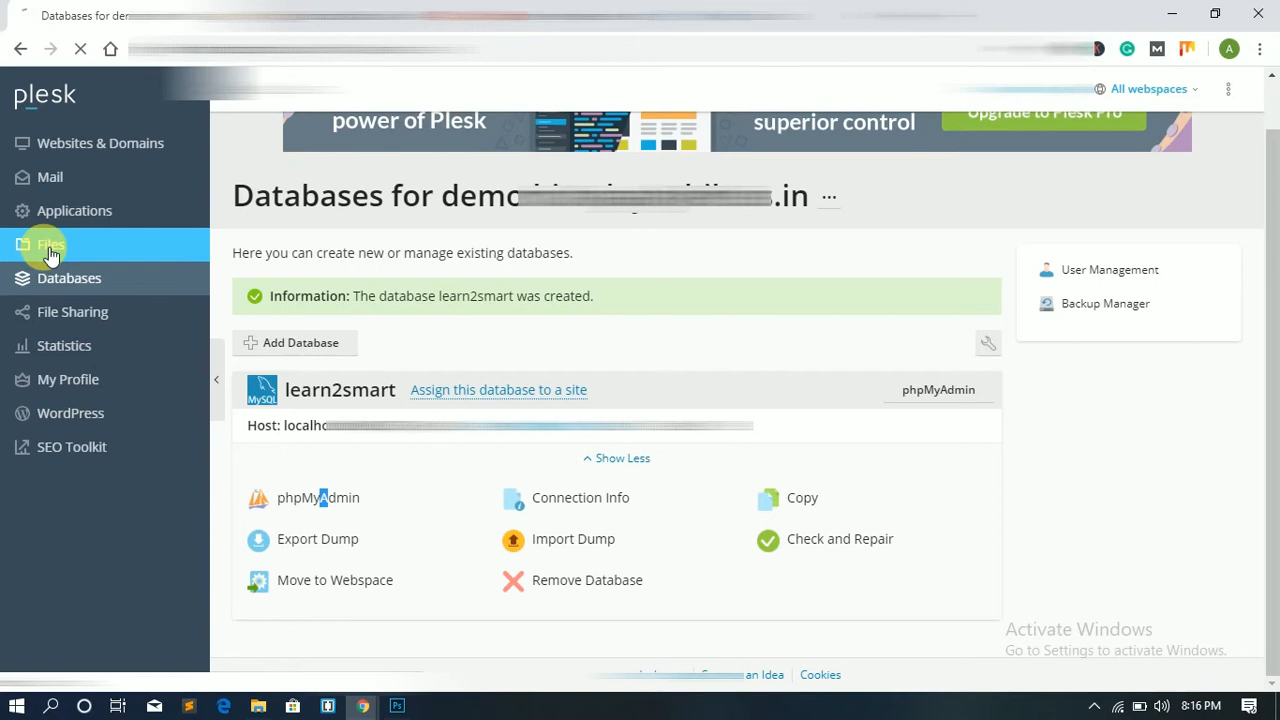 Databases for der
A
plesk
All webspaces
power of Plesk
superior control
Upgrade to Plesk Pro
Websites & Domains
Mail
Applications
Files
Databases
File Sharing
Statistics
My Profile
WordPress
SEO Toolkit
Databases for demo .in ...
Here you can create new or manage existing databases.
Information: The database learn2smart was created.
Add Database
User Management
Backup Manager
MySQL
learn2smart Assign this database to a site phpMyAdmin
Host: localho
Show Less
phpMyAdmin Connection Info Copy
Export Dump Import Dump Check and Repair
Move to Webspace Remove Database
Activate Windows
Go to Settings to activate Windows.
an Idea Cookies
Ps
8:16 PM